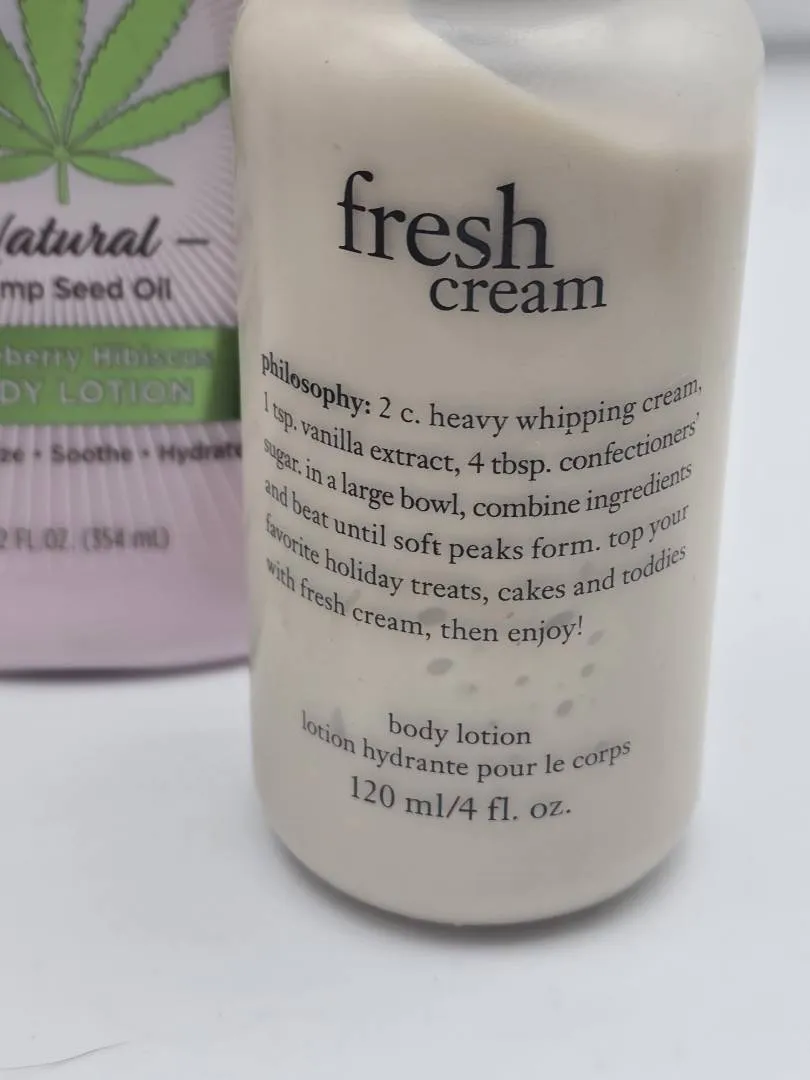 fresh
cream
philosophy: 2 c. heavy whipping cream,
1 tsp. vanilla extract, 4 tbsp. confectioners'
sugar. in a large bowl, combine ingredients
and beat until soft peaks form. top your
favorite holiday treats, cakes and toddies
with fresh cream, then enjoy!
body lotion
lotion hydrante pour le corps
120 ml/4 fl. oz.
atural —
mp Seed Oil
berry Hibiscus
DY LOTION
ze • Soothe • Hydrate
2 FL.OZ. (354 mL)